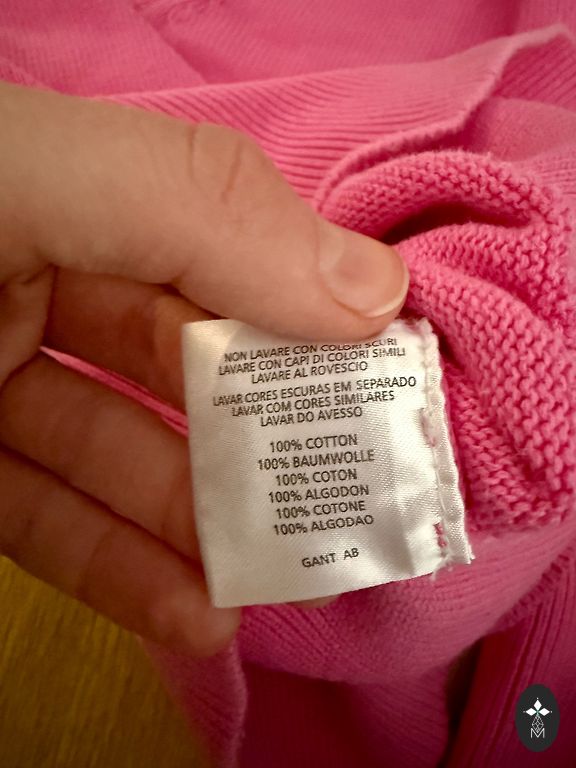 NON LAVARE CON COLORI SCURI
LAVARE CON CAPI DI COLORI SIMILI
LAVARE AL ROVESCIO
LAVAR CORES ESCURAS EM SEPARADO
LAVAR COM CORES SIMILARES
LAVAR DO AVESSO
100% COTTON
100% BAUMWOLLE
100% COTON
100% ALGODON
100% COTONE
100% ALGODAO
GANT AB
M